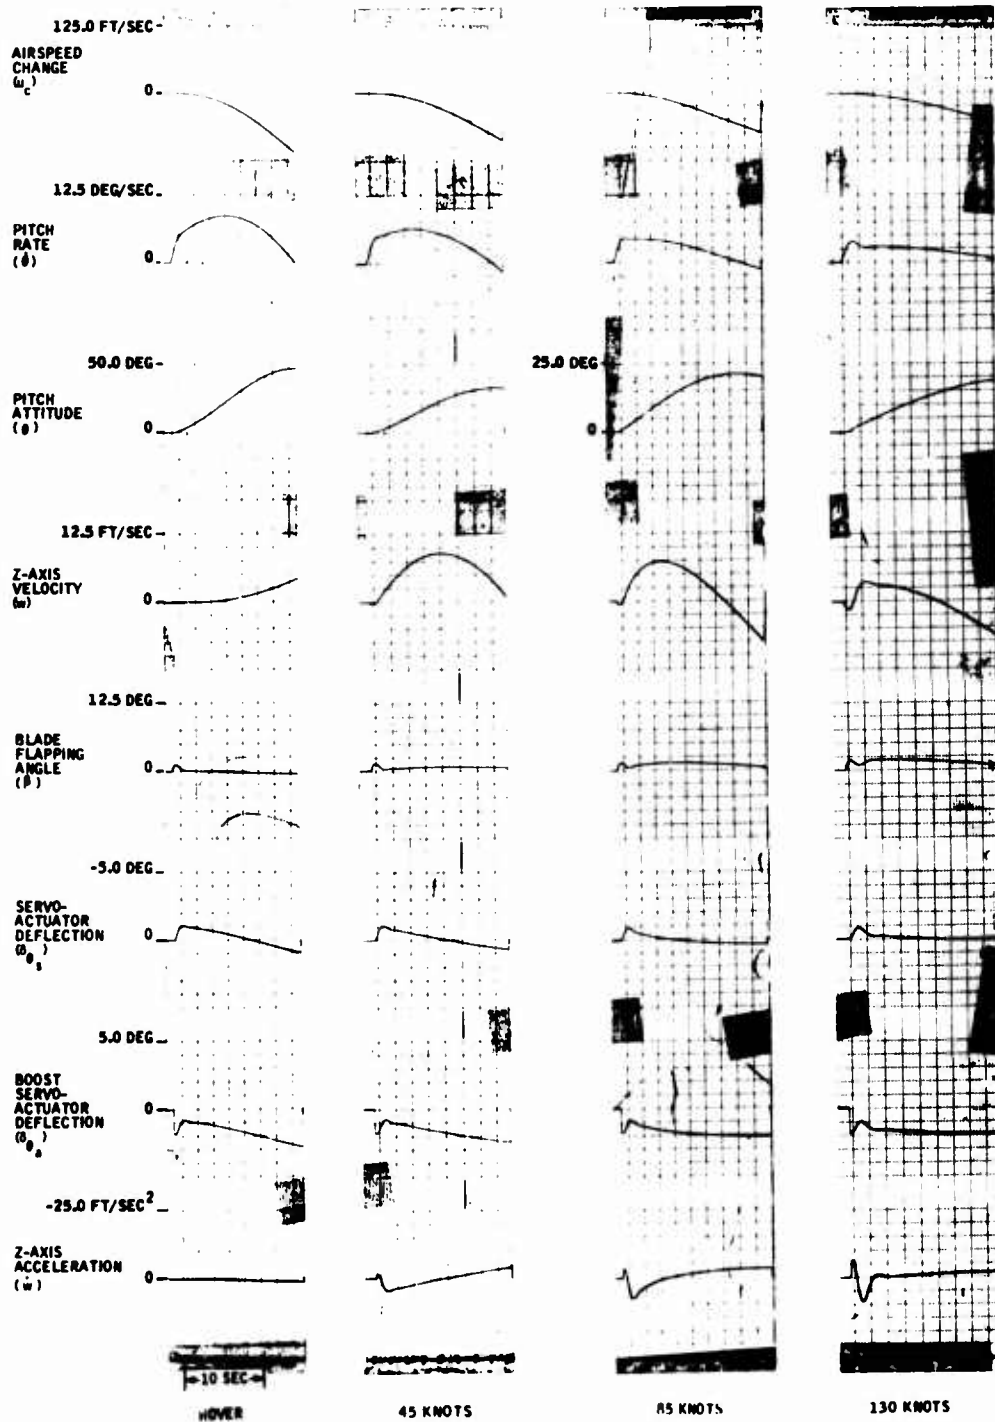 125.0 FT/SEC
AIRSPEED
CHANGE
(u_c)
0
12.5 DEG/SEC
PITCH
RATE
(θ̇)
0
50.0 DEG
25.0 DEG
PITCH
ATTITUDE
(θ)
0
0
12.5 FT/SEC
Z-AXIS
VELOCITY
(w)
0
12.5 DEG
BLADE
FLAPPING
ANGLE
(β)
0
-5.0 DEG
SERVO-
ACTUATOR
DEFLECTION
(δ_θ_s)
0
5.0 DEG
BOOST
SERVO-
ACTUATOR
DEFLECTION
(δ_θ_a)
0
-25.0 FT/SEC²
Z-AXIS
ACCELERATION
(ẇ)
0
10 SEC
HOVER
45 KNOTS
85 KNOTS
130 KNOTS